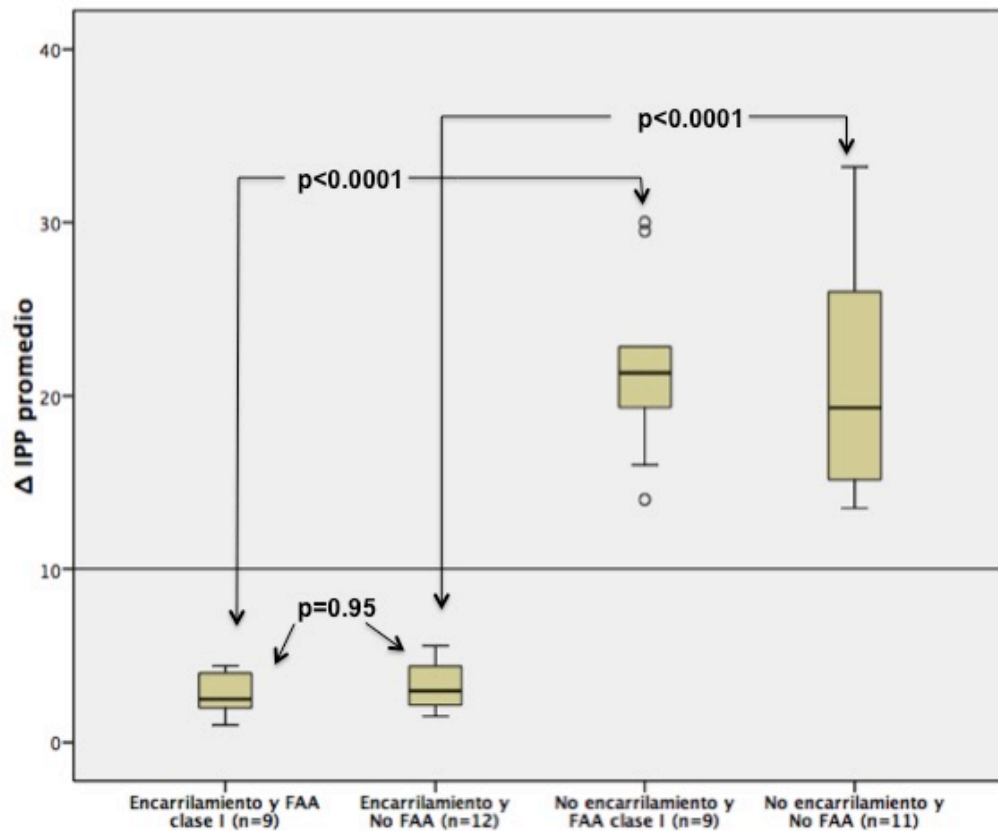 40
p<0.0001
p<0.0001
30
Δ IPP promedio
20
10
p=0.95
0
Encarrilamiento y FAA
clase I (n=9)
Encarrilamiento y
No FAA (n=12)
No encarrilamiento y
FAA clase I (n=9)
No encarrilamiento y
No FAA (n=11)